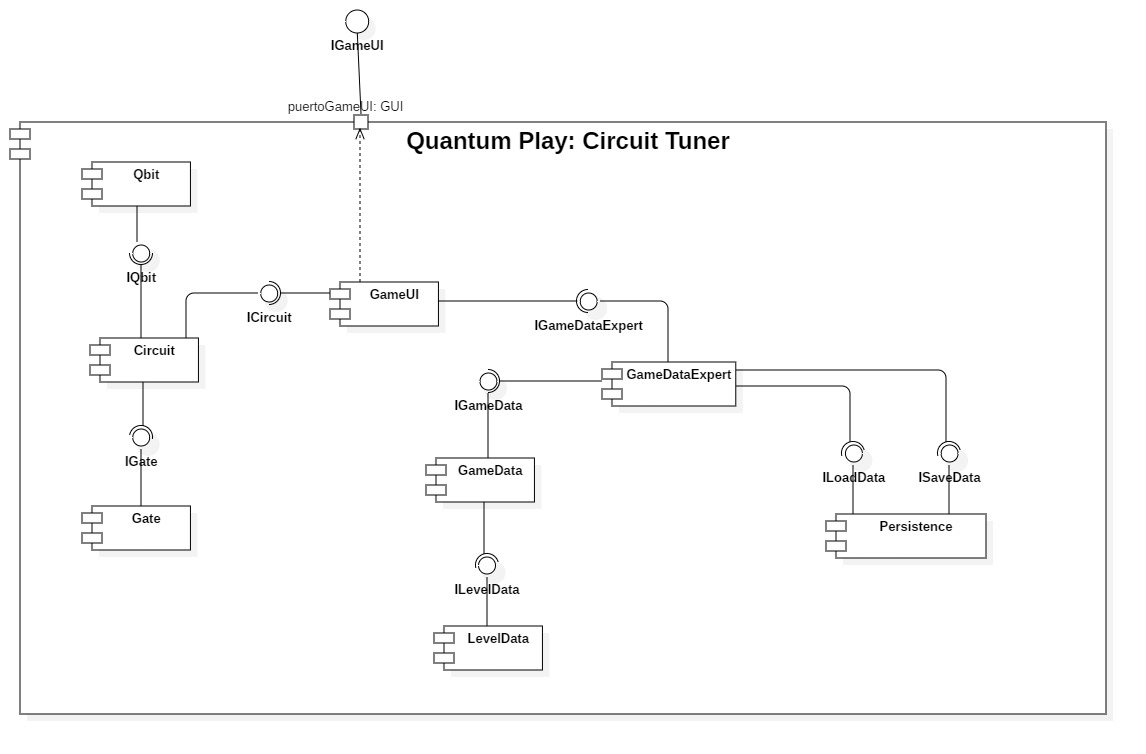 IGameUI
puertoGameUI: GUI
Quantum Play: Circuit Tuner
Qbit
IQbit
ICircuit
GameUI
IGameDataExpert
Circuit
GameDataExpert
IGameData
IGate
GameData
ILoadData
ISaveData
Gate
Persistence
ILevelData
LevelData